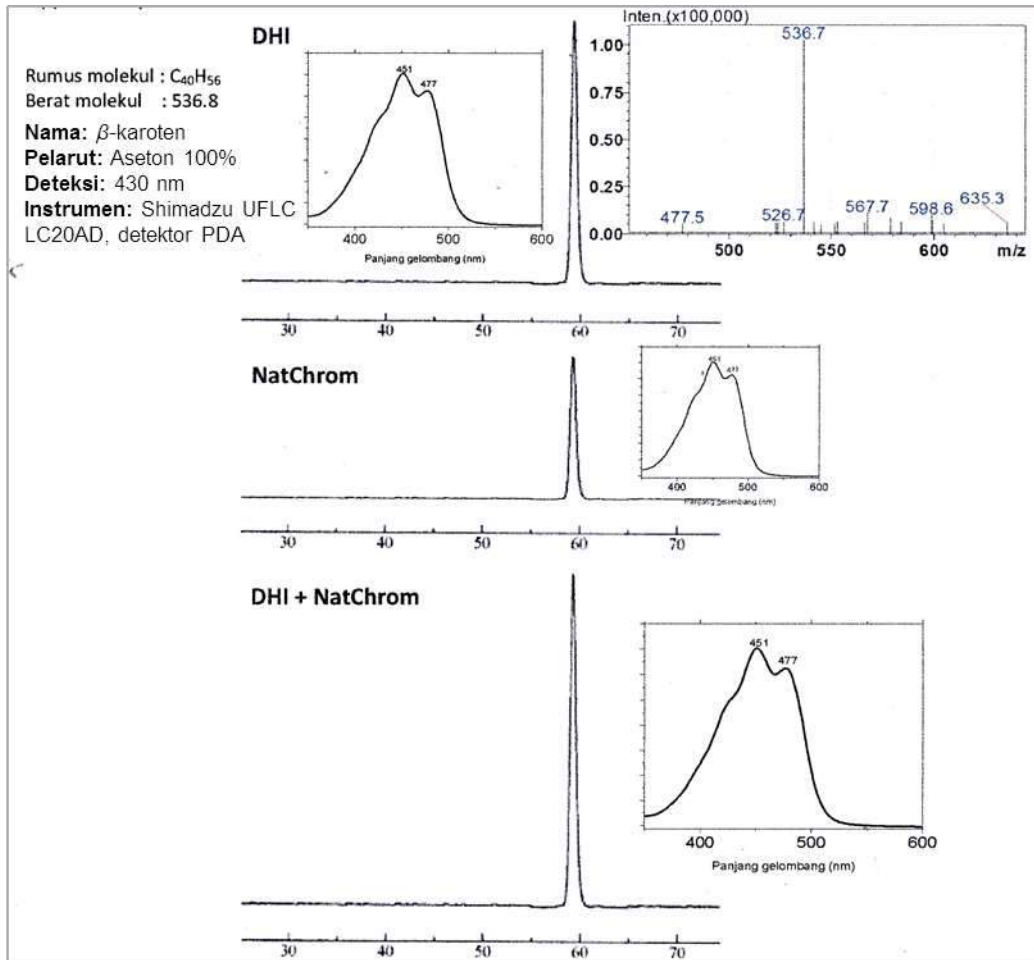 DHI
Rumus molekul : C₄₀H₅₆
Berat molekul : 536.8
Nama: β-karoten
Pelarut: Aseton 100%
Deteksi: 430 nm
Instrumen: Shimadzu UFLC
LC20AD, detektor PDA
451
477
400 500 600
Panjang gelombang (nm)
Inten.(x100,000)
1.00
0.75
0.50
0.25
0.00
536.7
477.5
526.7
567.7
598.6
635.3
500 550 600 m/z
30 40 50 60 70
NatChrom
451
477
400 500 600
Panjang gelombang (nm)
30 40 50 60 70
DHI + NatChrom
451
477
400 500 600
Panjang gelombang (nm)
30 40 50 60 70